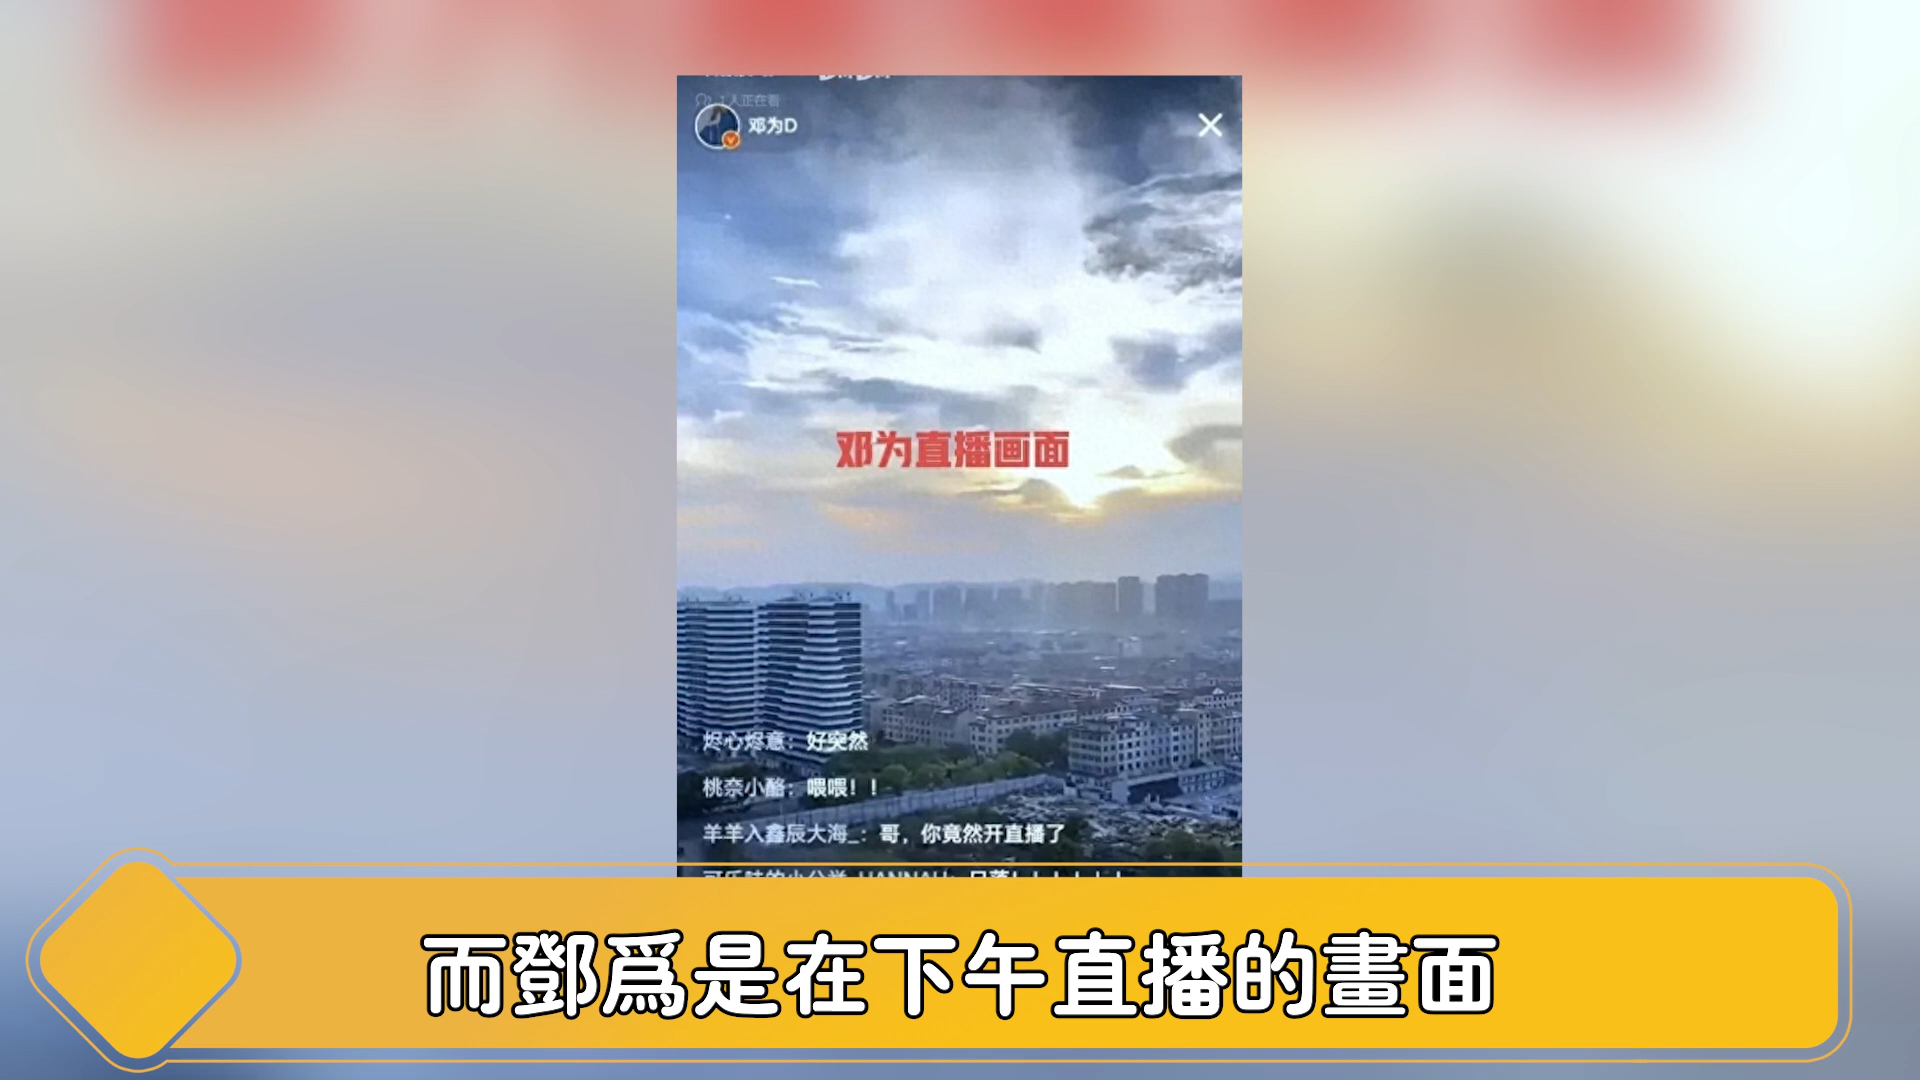 1人正在看
邓为D
邓为直播画面
烬心烬意：好突然
桃奈小酪：喂喂！！
羊羊入鑫辰大海_：哥，你竟然开直播了
而鄧爲是在下午直播的畫面